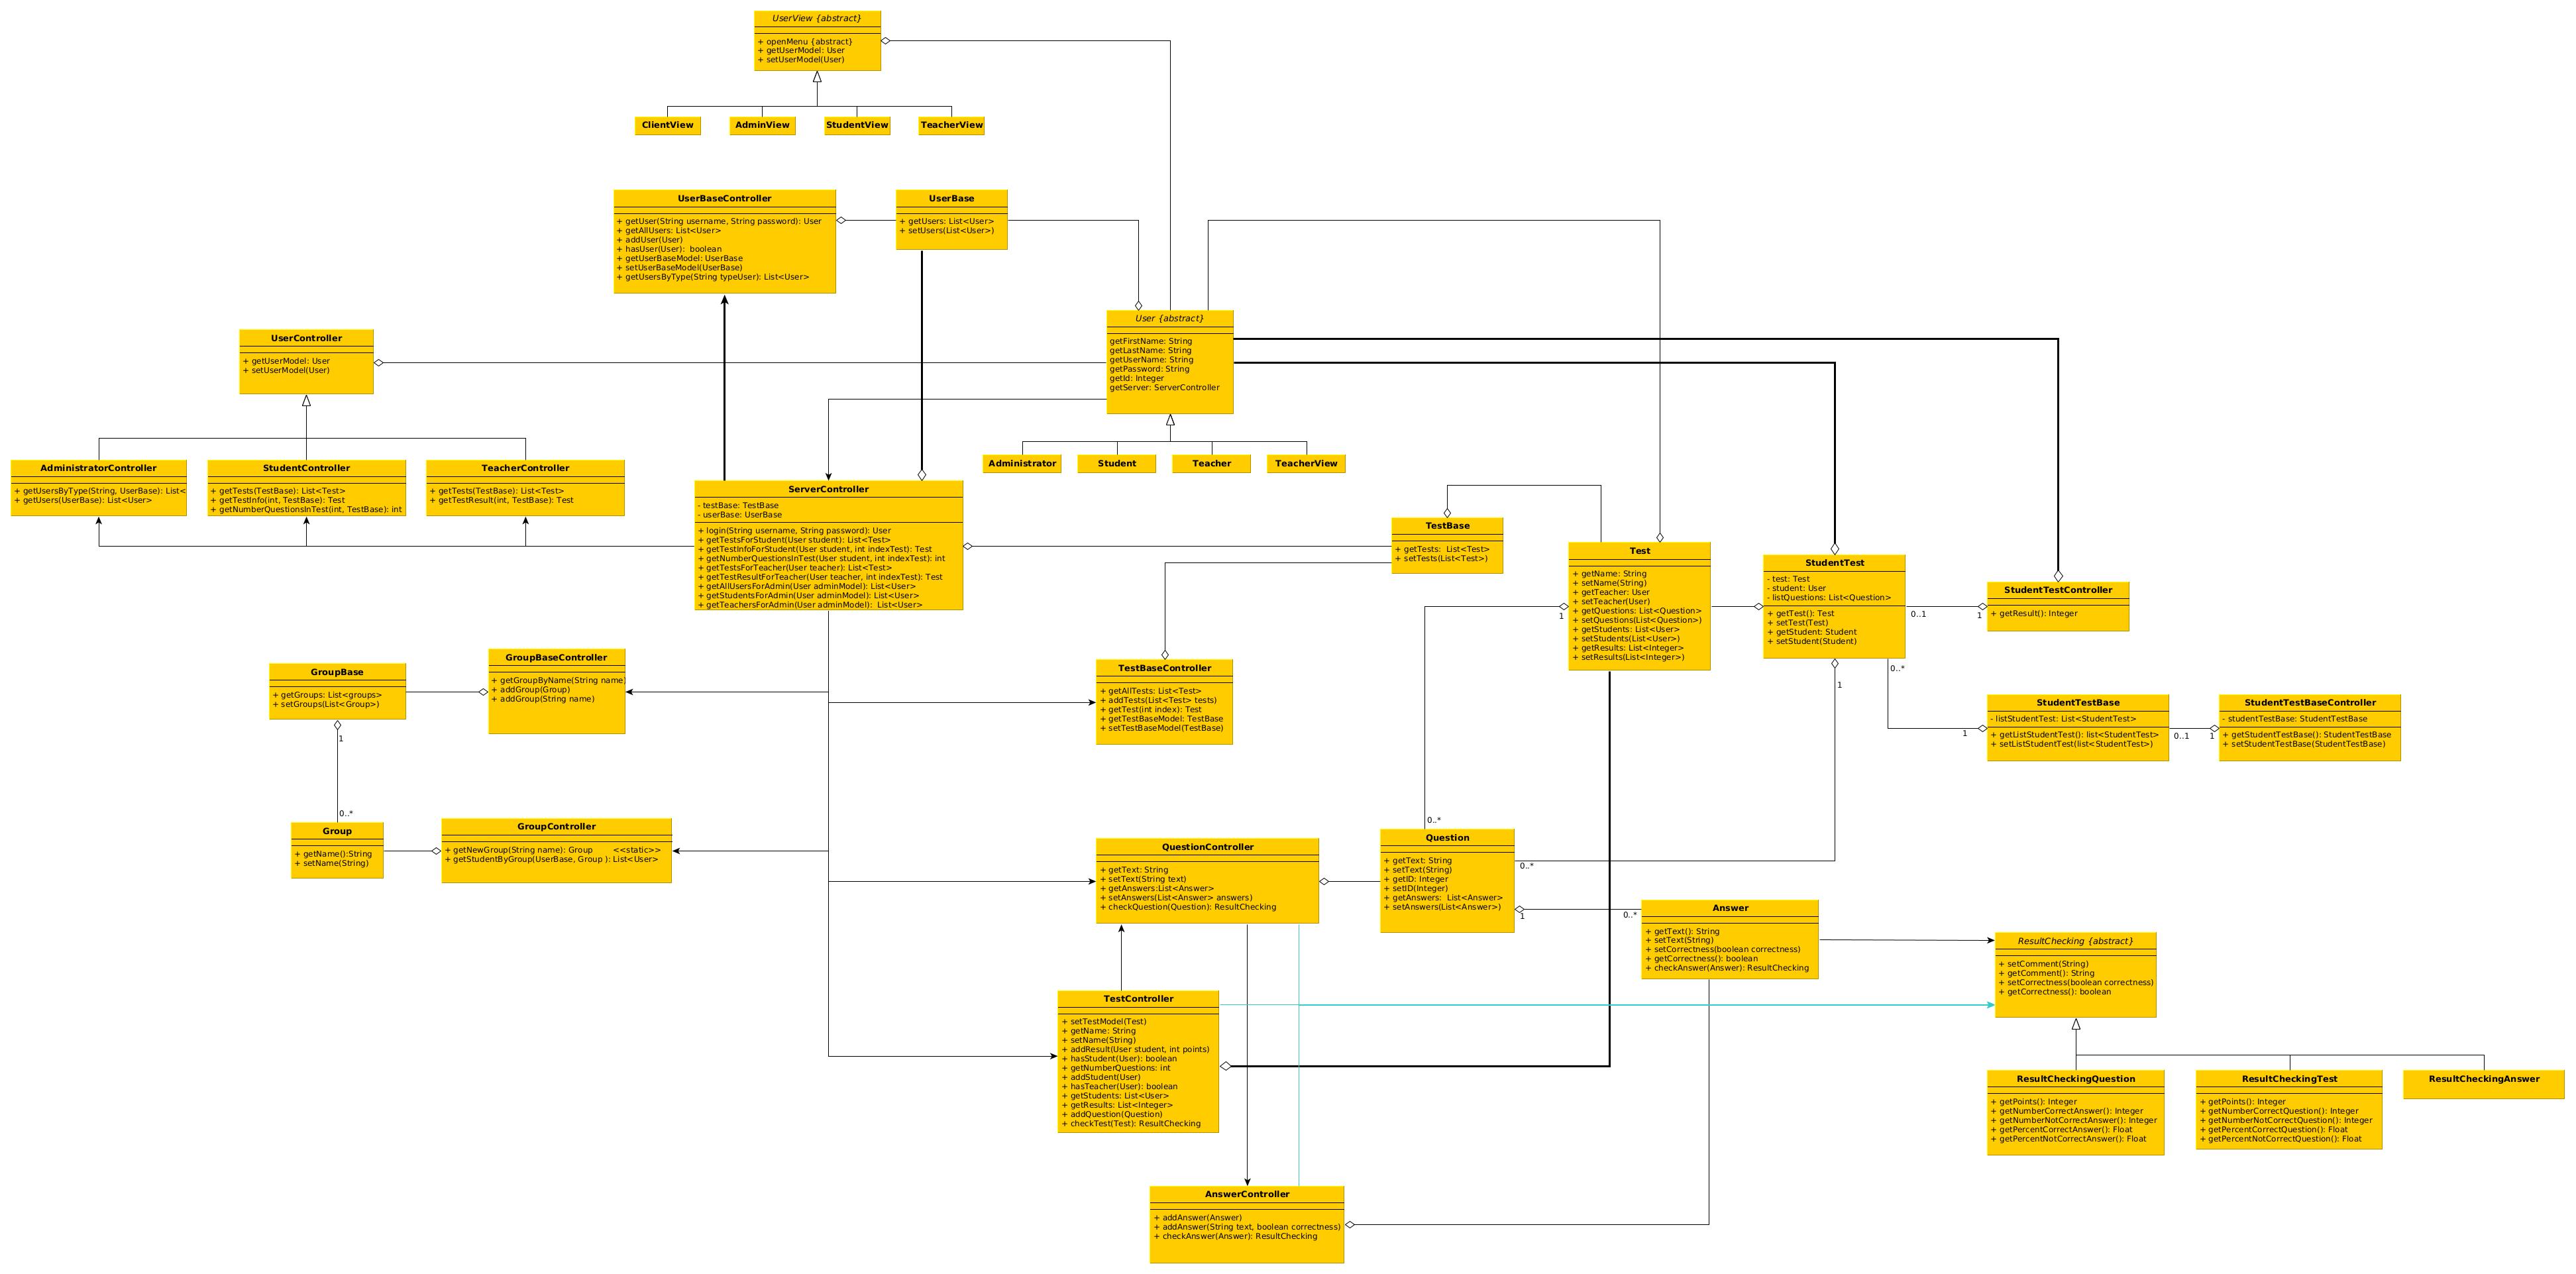 UserView {abstract}
+ openMenu {abstract}
+ getUserModel: User
+ setUserModel(User)
ClientView
AdminView
StudentView
TeacherView
UserBaseController
+ getUser(String username, String password): User
+ getAllUsers: List<User>
+ addUser(User)
+ hasUser(User):  boolean
+ getUserBaseModel: UserBase
+ setUserBaseModel(UserBase)
+ getUsersByType(String typeUser): List<User>
UserBase
+ getUsers: List<User>
+ setUsers(List<User>)
User {abstract}
getFirstName: String
getLastName: String
getUserName: String
getPassword: String
getId: Integer
getServer: ServerController
UserController
+ getUserModel: User
+ setUserModel(User)
Administrator
Student
Teacher
TeacherView
AdministratorController
+ getUsersByType(String, UserBase): List<
+ getUsers(UserBase): List<User>
StudentController
+ getTests(TestBase): List<Test>
+ getTestInfo(int, TestBase): Test
+ getNumberQuestionsInTest(int, TestBase): int
TeacherController
+ getTests(TestBase): List<Test>
+ getTestResult(int, TestBase): Test
ServerController
- testBase: TestBase
- userBase: UserBase
+ login(String username, String password): User
+ getTestsForStudent(User student): List<Test>
+ getTestInfoForStudent(User student, int indexTest): Test
+ getNumberQuestionsInTest(User student, int indexTest): int
+ getTestsForTeacher(User teacher): List<Test>
+ getTestResultForTeacher(User teacher, int indexTest): Test
+ getAllUsersForAdmin(User adminModel): List<User>
+ getStudentsForAdmin(User adminModel): List<User>
+ getTeachersForAdmin(User adminModel):  List<User>
TestBase
+ getTests:  List<Test>
+ setTests(List<Test>)
Test
+ getName: String
+ setName(String)
+ getTeacher: User
+ setTeacher(User)
+ getQuestions: List<Question>
+ setQuestions(List<Question>)
+ getStudents: List<User>
+ setStudents(List<User>)
+ getResults: List<Integer>
+ setResults(List<Integer>)
1
StudentTest
- test: Test
- student: User
- listQuestions: List<Question>
+ getTest(): Test
+ setTest(Test)
+ getStudent: Student
+ setStudent(Student)
0..1
1
StudentTestController
+ getResult(): Integer
0..*
1
GroupBase
+ getGroups: List<groups>
+ setGroups(List<Group>)
1
GroupBaseController
+ getGroupByName(String name)
+ addGroup(Group)
+ addGroup(String name)
TestBaseController
+ getAllTests: List<Test>
+ addTests(List<Test> tests)
+ getTest(int index): Test
+ getTestBaseModel: TestBase
+ setTestBaseModel(TestBase)
StudentTestBase
- listStudentTest: List<StudentTest>
+ getListStudentTest(): list<StudentTest>
+ setListStudentTest(list<StudentTest>)
1
0..1
1
StudentTestBaseController
- studentTestBase: StudentTestBase
+ getStudentTestBase(): StudentTestBase
+ setStudentTestBase(StudentTestBase)
0..*
Group
+ getName():String
+ setName(String)
GroupController
+ getNewGroup(String name): Group        <<static>>
+ getStudentByGroup(UserBase, Group ): List<User>
QuestionController
+ getText: String
+ setText(String text)
+ getAnswers:List<Answer>
+ setAnswers(List<Answer> answers)
+ checkQuestion(Question): ResultChecking
0..*
Question
+ getText: String
+ setText(String)
+ getID: Integer
+ setID(Integer)
+ getAnswers:  List<Answer>
+ setAnswers(List<Answer>)
0..*
1
0..*
Answer
+ getText(): String
+ setText(String)
+ setCorrectness(boolean correctness)
+ getCorrectness(): boolean
+ checkAnswer(Answer): ResultChecking
ResultChecking {abstract}
+ setComment(String)
+ getComment(): String
+ setCorrectness(boolean correctness)
+ getCorrectness(): boolean
TestController
+ setTestModel(Test)
+ getName: String
+ setName(String)
+ addResult(User student, int points)
+ hasStudent(User): boolean
+ getNumberQuestions: int
+ addStudent(User)
+ hasTeacher(User): boolean
+ getStudents: List<User>
+ getResults: List<Integer>
+ addQuestion(Question)
+ checkTest(Test): ResultChecking
ResultCheckingQuestion
+ getPoints(): Integer
+ getNumberCorrectAnswer(): Integer
+ getNumberNotCorrectAnswer(): Integer
+ getPercentCorrectAnswer(): Float
+ getPercentNotCorrectAnswer(): Float
ResultCheckingTest
+ getPoints(): Integer
+ getNumberCorrectQuestion(): Integer
+ getNumberNotCorrectQuestion(): Integer
+ getPercentCorrectQuestion(): Float
+ getPercentNotCorrectQuestion(): Float
ResultCheckingAnswer
AnswerController
+ addAnswer(Answer)
+ addAnswer(String text, boolean correctness)
+ checkAnswer(Answer): ResultChecking